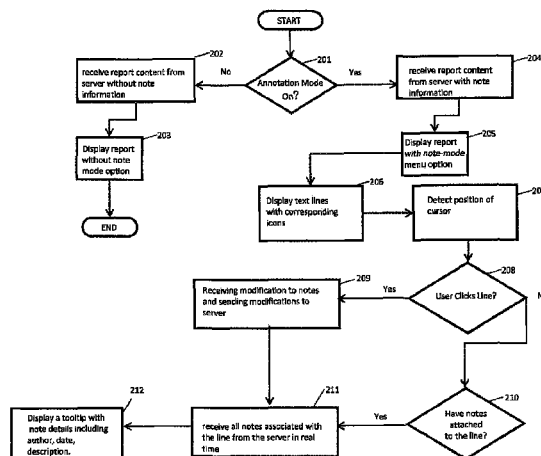 START
202
201
204
receive report content from
server without note
information
No
Annotation Mode
On?
Yes
receive report content
from server with note
information
203
205
Display report
without note
mode option
Display report
with note-mode
menu option
206
20
Display text lines
with corresponding
icons
Detect position of
cursor
END
209
208
Receiving modification to notes
and sending modifications to
server
Yes
User Clicks Line?
N
212
211
210
Display a tooltip with
note details including
author, date,
description.
receive all notes associated with
the line from the server in real
time
Yes
Have notes
attached
to the line?